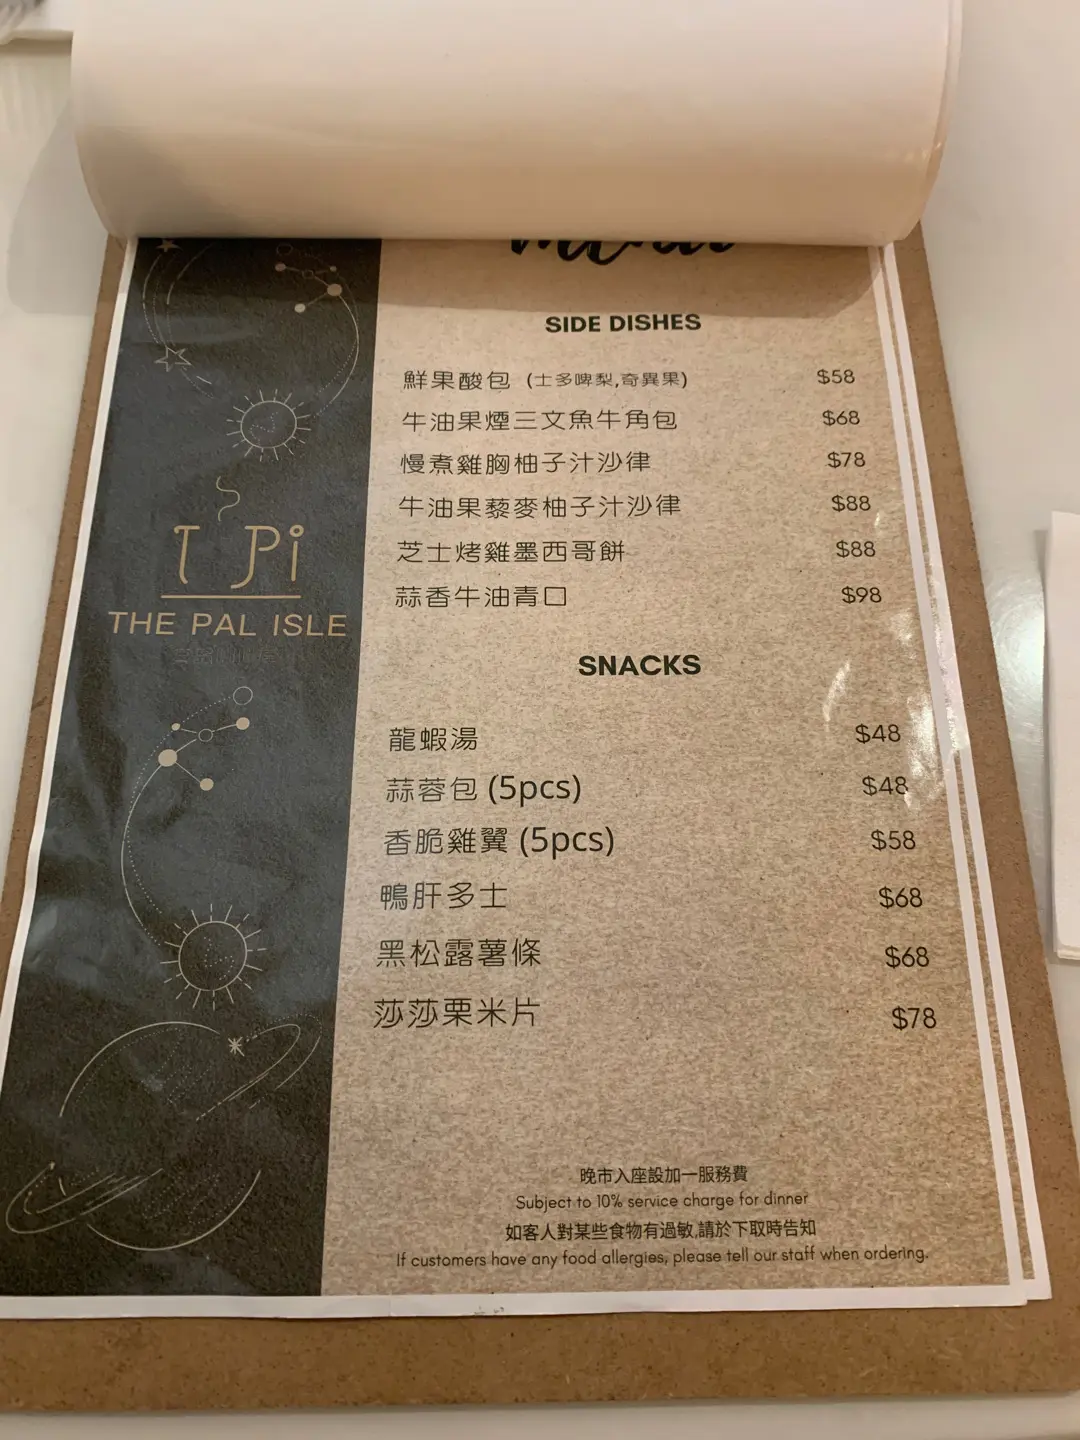 menu
SIDE DISHES
鮮果酸包 (士多啤梨,奇異果) $58
牛油果煙三文魚牛角包 $68
慢煮雞胸柚子汁沙律 $78
牛油果藜麥柚子汁沙律 $88
芝士烤雞墨西哥餅 $88
蒜香牛油青口 $98
T Pi
THE PAL ISLE
SNACKS
龍蝦湯 $48
蒜蓉包 (5pcs) $48
香脆雞翼 (5pcs) $58
鴨肝多士 $68
黑松露薯條 $68
莎莎栗米片 $78
晚市入座設加一服務費
Subject to 10% service charge for dinner
如客人對某些食物有過敏,請於下取時告知
If customers have any food allergies, please tell our staff when ordering.